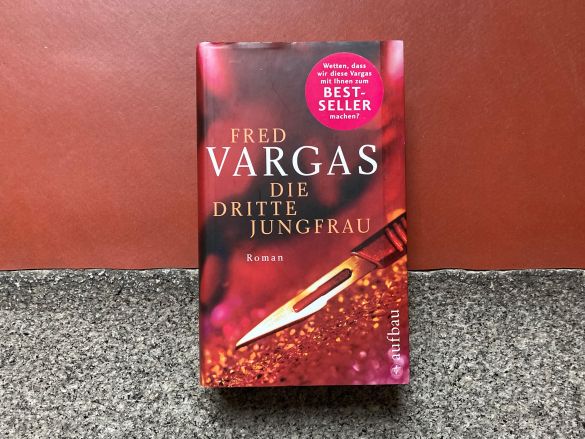 Wetten, dass
wir diese Vargas
mit Ihnen zum
BEST-
SELLER
machen?
FRED
VARGAS
DIE
DRITTE
JUNGFRAU
Roman
aufbau